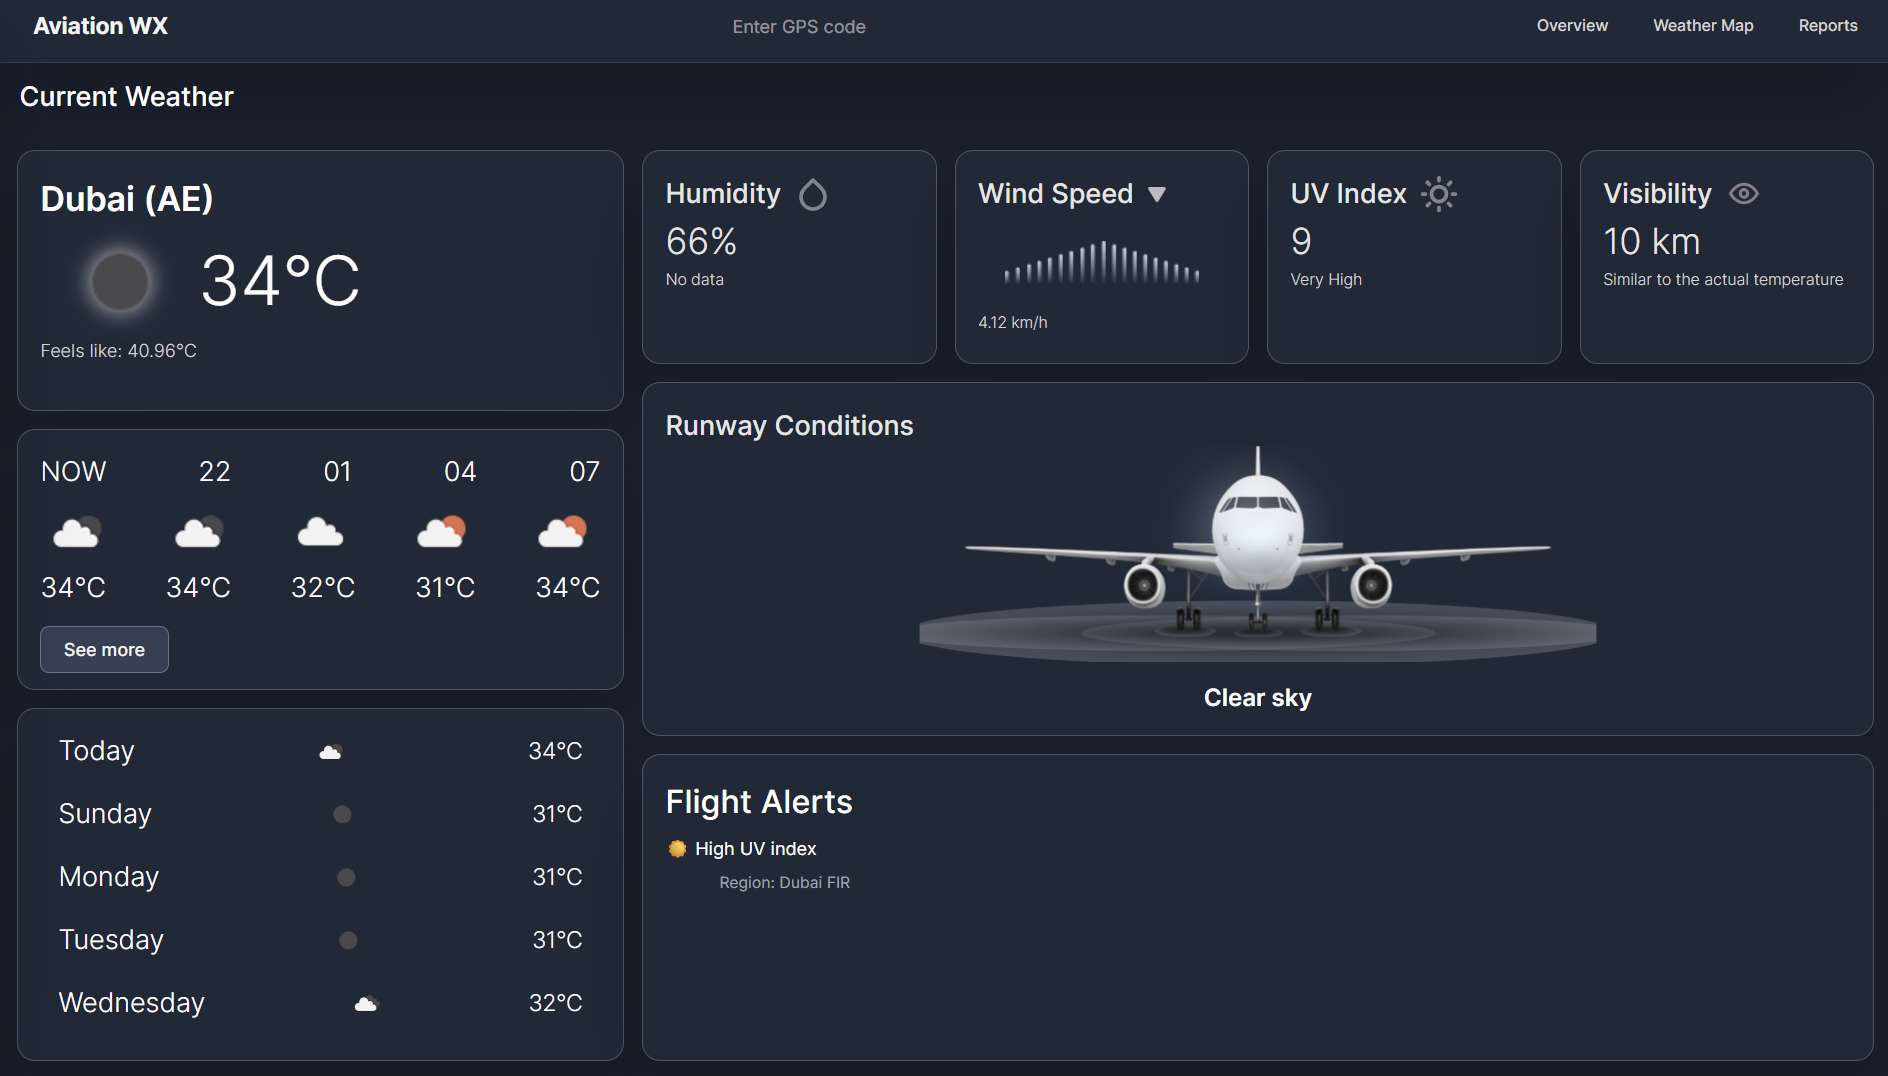 Aviation WX
Enter GPS code
Overview
Weather Map
Reports
Current Weather
Dubai (AE)
34°C
Feels like: 40.96°C
Humidity
66%
No data
Wind Speed
4.12 km/h
UV Index
9
Very High
Visibility
10 km
Similar to the actual temperature
NOW 22 01 04 07
34°C 34°C 32°C 31°C 34°C
See more
Runway Conditions
Clear sky
Today 34°C
Sunday 31°C
Monday 31°C
Tuesday 31°C
Wednesday 32°C
Flight Alerts
High UV index
Region: Dubai FIR